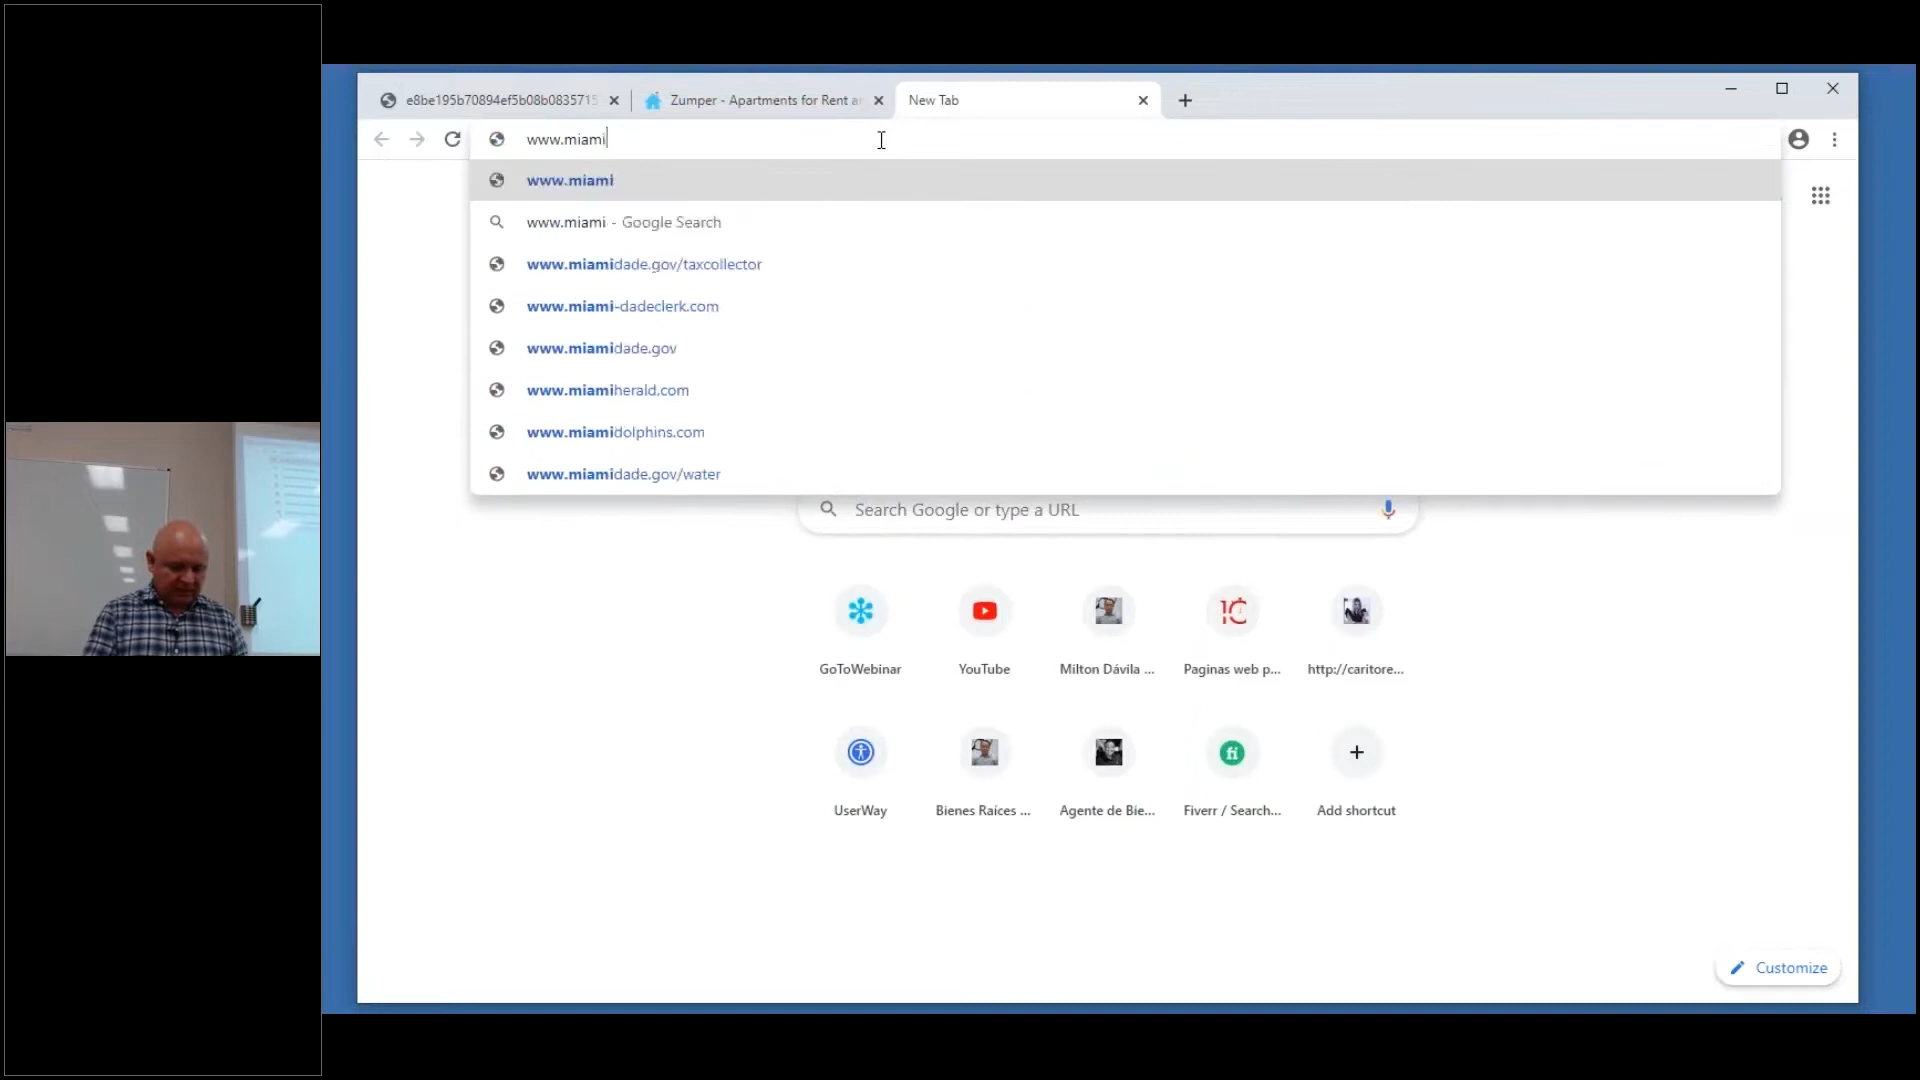 e8be195b70894ef5b08b0835715
Zumper - Apartments for Rent a
New Tab
www.miami
www.miami
www.miami - Google Search
www.miamidade.gov/taxcollector
www.miami-dadeclerk.com
www.miamidade.gov
www.miamiherald.com
www.miamidolphins.com
www.miamidade.gov/water
Search Google or type a URL
GoToWebinar
YouTube
Milton Dávila ...
Paginas web p...
http://caritore...
UserWay
Bienes Raíces ...
Agente de Bie...
fi
Fiverr / Search...
Add shortcut
Customize